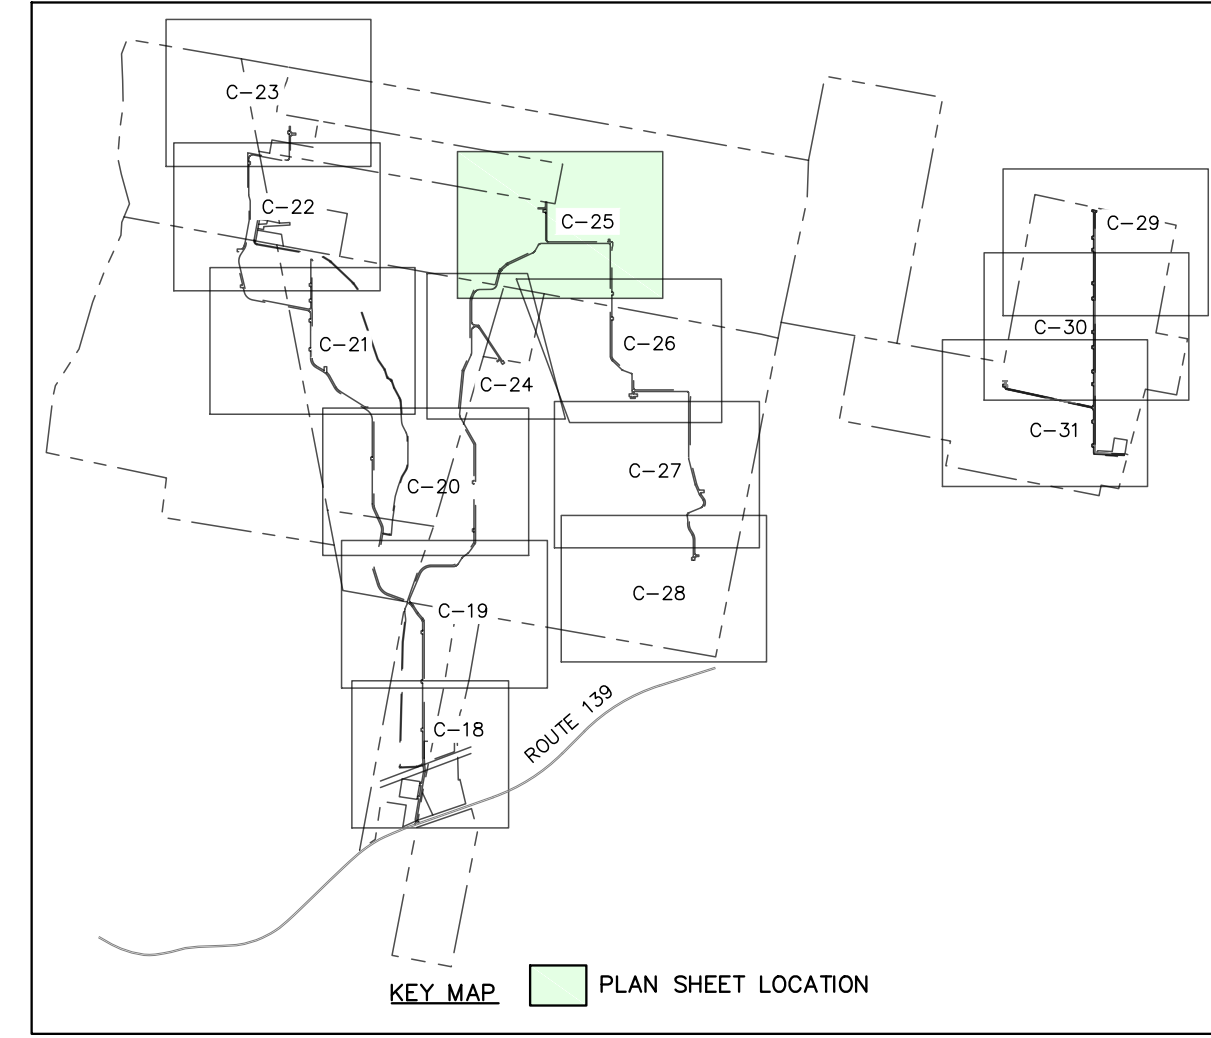 C-23
C-22
C-25
C-29
C-30
C-21
C-26
C-24
C-31
C-27
C-20
C-28
C-19
C-18
ROUTE 139
KEY MAP
PLAN SHEET LOCATION